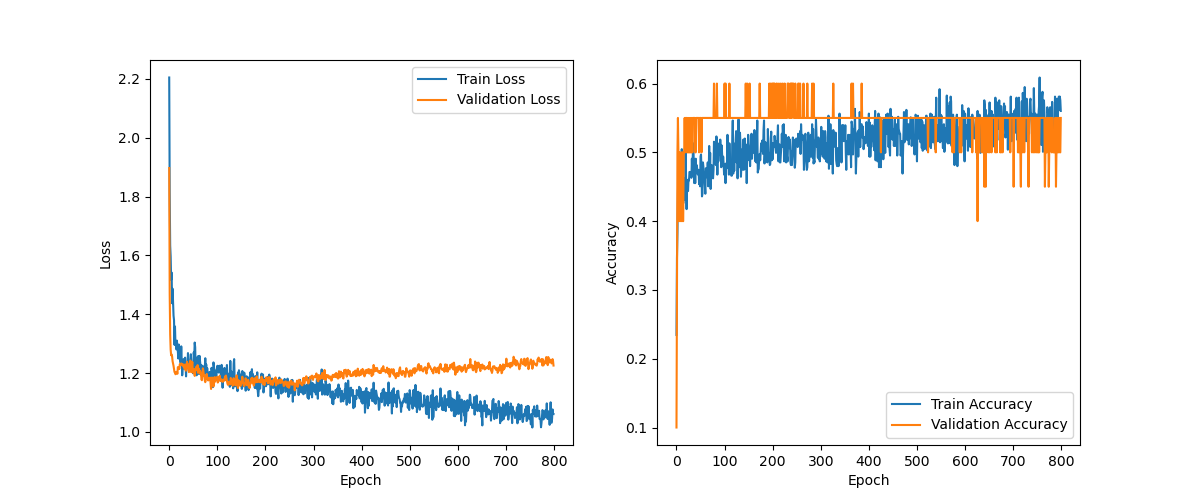 Train Loss
Validation Loss
2.2
2.0
1.8
1.6
1.4
1.2
1.0
Loss
0 100 200 300 400 500 600 700 800
Epoch
0.6
0.5
0.4
0.3
0.2
0.1
Accuracy
Train Accuracy
Validation Accuracy
0 100 200 300 400 500 600 700 800
Epoch